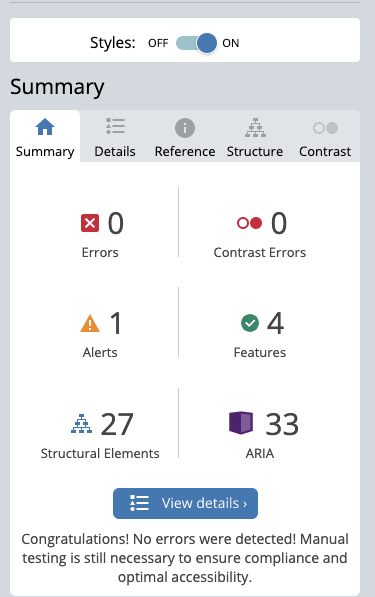 Styles: OFF ON
Summary
Summary Details Reference Structure Contrast
0 0
Errors Contrast Errors
1 4
Alerts Features
27 33
Structural Elements ARIA
View details ›
Congratulations! No errors were detected! Manual
testing is still necessary to ensure compliance and
optimal accessibility.